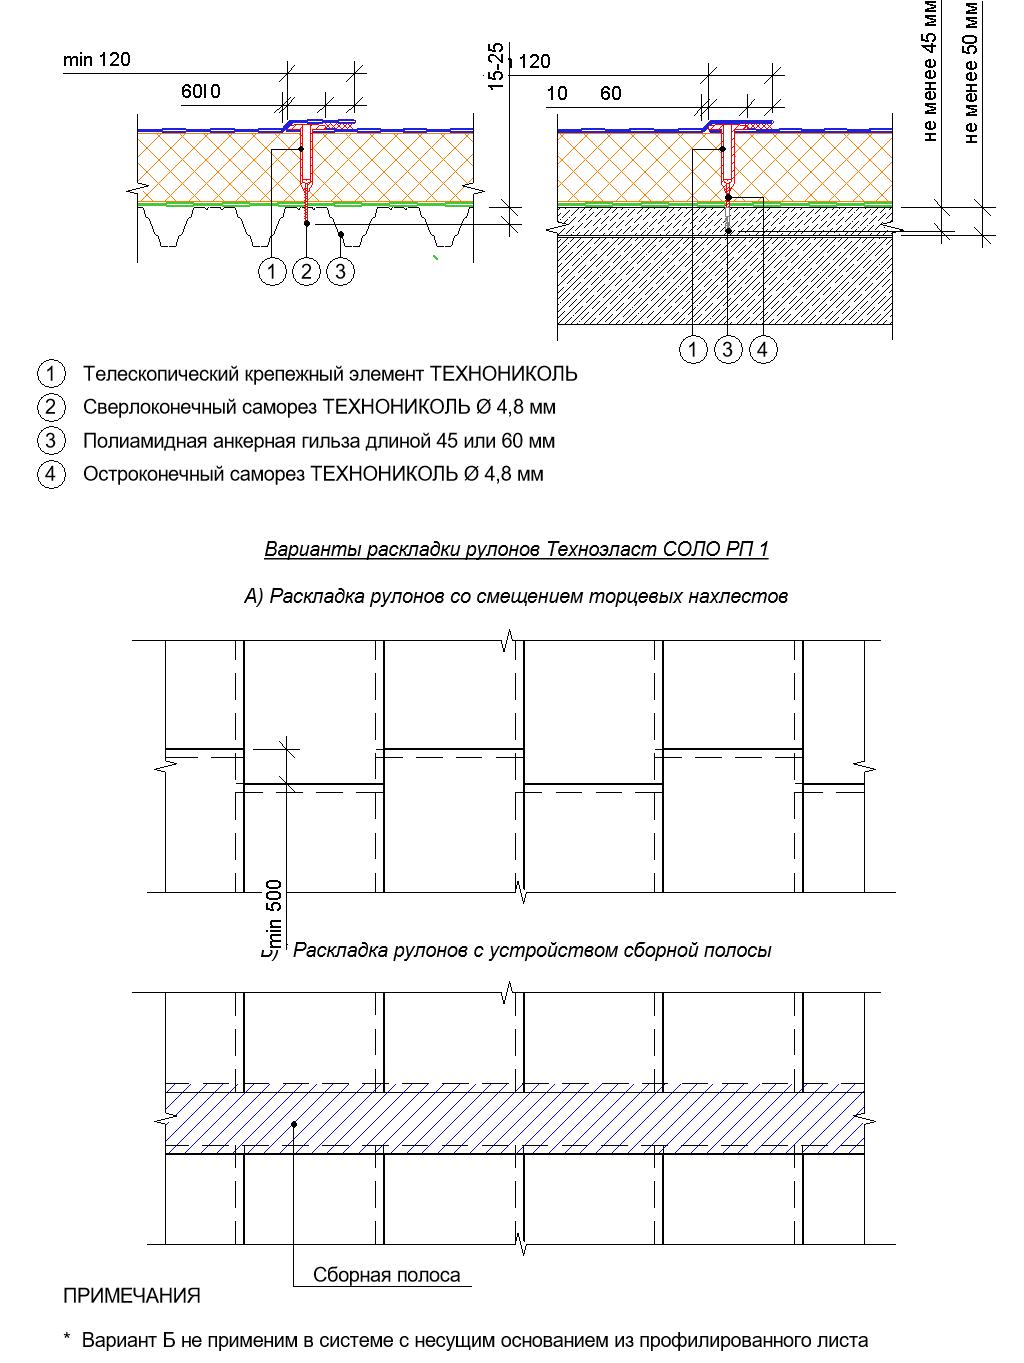 min 120
6010
15-25
120
10 60
не менее 45 мм
не менее 50 мм
1 2 3
1 3 4
1 Телескопический крепежный элемент ТЕХНОНИКОЛЬ
2 Сверлоконечный саморез ТЕХНОНИКОЛЬ Ø 4,8 мм
3 Полиамидная анкерная гильза длиной 45 или 60 мм
4 Остроконечный саморез ТЕХНОНИКОЛЬ Ø 4,8 мм
Варианты раскладки рулонов Техноэласт СОЛО РП 1
А) Раскладка рулонов со смещением торцевых нахлестов
min 500
Раскладка рулонов с устройством сборной полосы
Сборная полоса
ПРИМЕЧАНИЯ
* Вариант Б не применим в системе с несущим основанием из профилированного листа